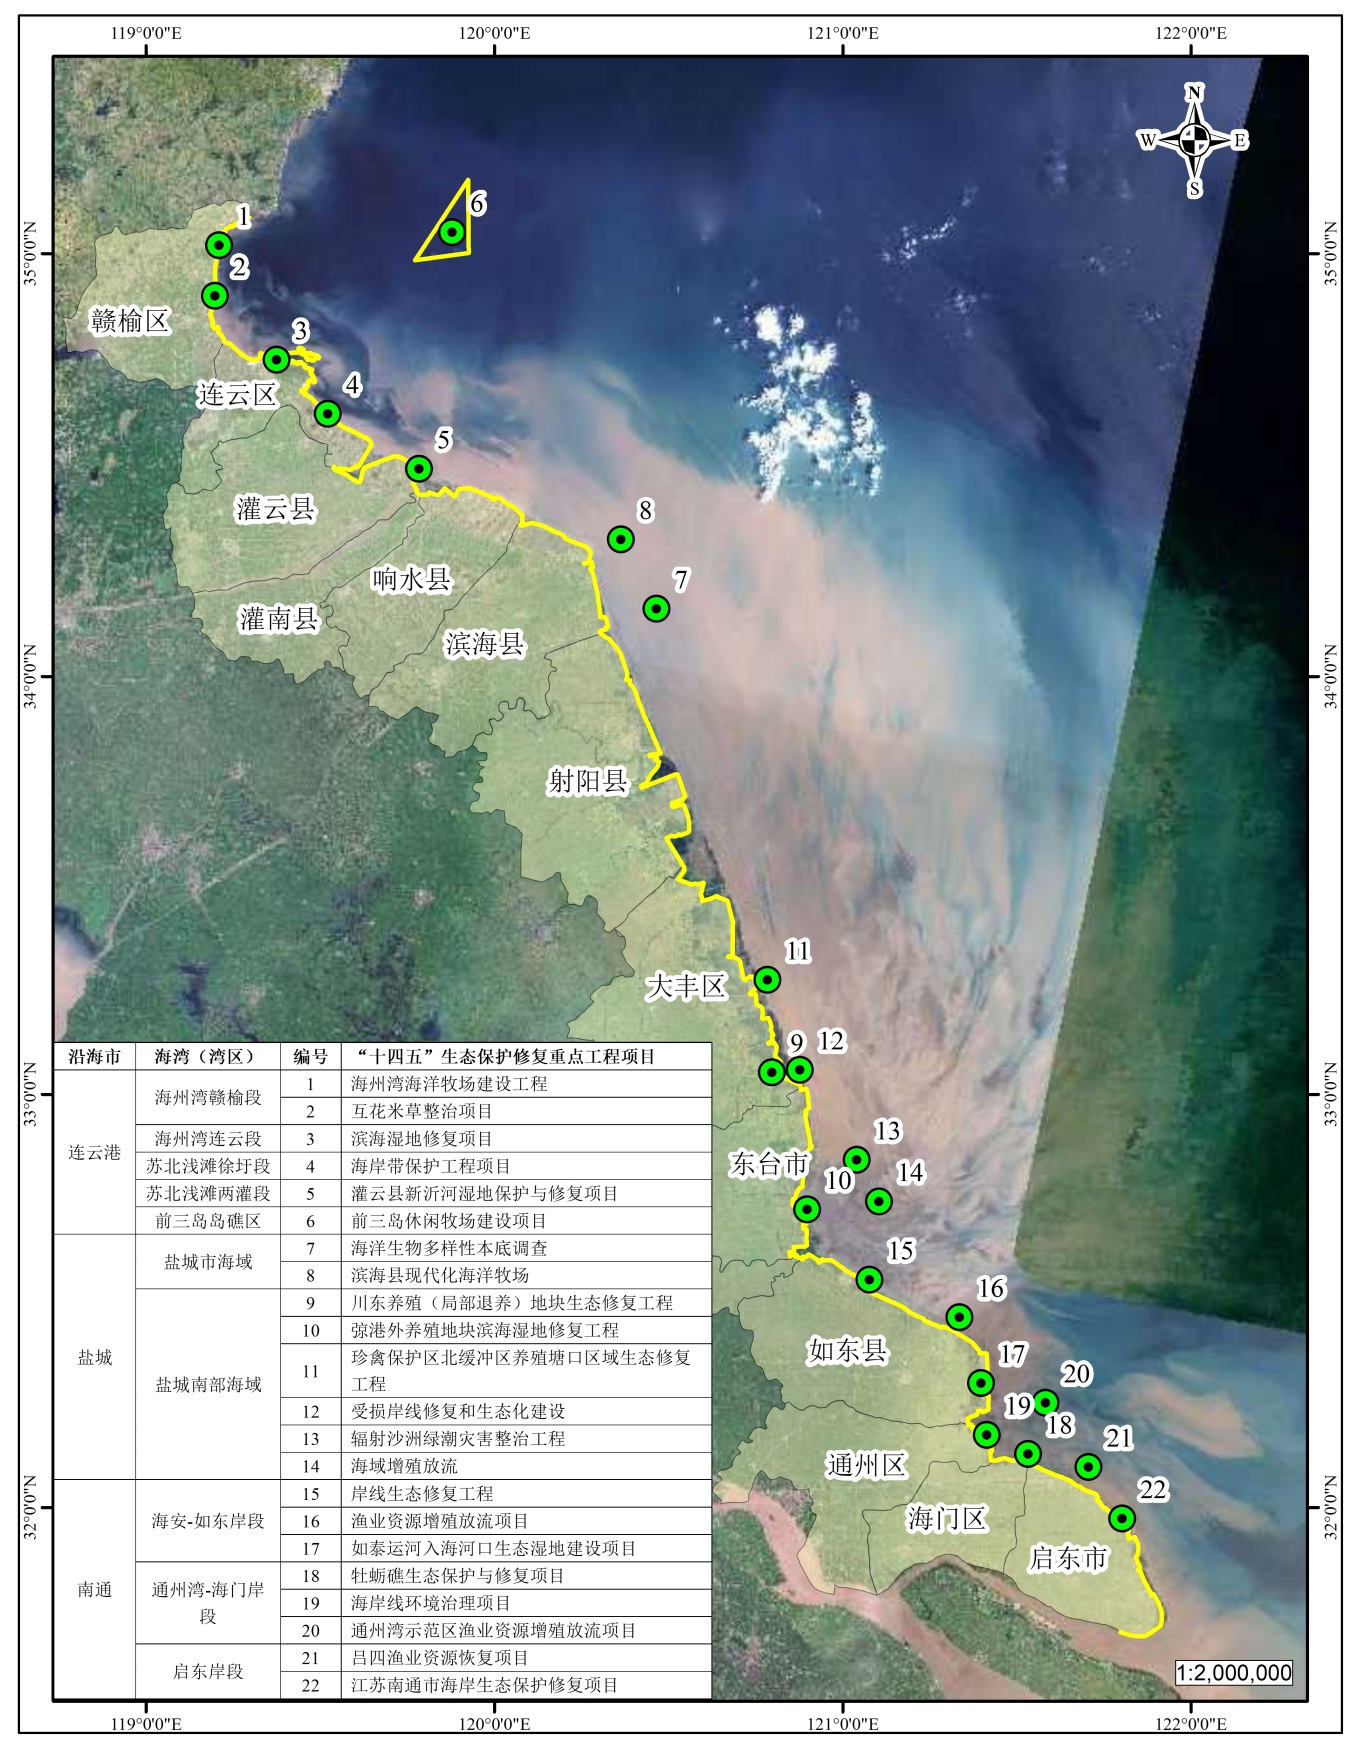 119°0'0"E
120°0'0"E
121°0'0"E
122°0'0"E
N
W
E
S
35°0'0"N
35°0'0"N
34°0'0"N
34°0'0"N
33°0'0"N
33°0'0"N
32°0'0"N
32°0'0"N
1
2
3
4
5
6
8
7
11
9
12
13
10
14
15
16
17
20
19
18
21
22
赣榆区
连云区
灌云县
响水县
灌南县
滨海县
射阳县
大丰区
东台市
如东县
通州区
海门区
启东市
沿海市 海湾（湾区） 编号 “十四五”生态保护修复重点工程项目
连云港
海州湾赣榆段
1 海州湾海洋牧场建设工程
2 互花米草整治项目
海州湾连云段 3 滨海湿地修复项目
苏北浅滩徐圩段 4 海岸带保护工程项目
苏北浅滩两灌段 5 灌云县新沂河湿地保护与修复项目
前三岛岛礁区 6 前三岛休闲牧场建设项目
盐城
盐城市海域
7 海洋生物多样性本底调查
8 滨海县现代化海洋牧场
盐城南部海域
9 川东养殖（局部退养）地块生态修复工程
10 弶港外养殖地块滨海湿地修复工程
11 珍禽保护区北缓冲区养殖塘口区域生态修复
工程
12 受损岸线修复和生态化建设
13 辐射沙洲绿潮灾害整治工程
14 海域增殖放流
南通
海安-如东岸段
15 岸线生态修复工程
16 渔业资源增殖放流项目
17 如泰运河入海河口生态湿地建设项目
通州湾-海门岸
段
18 牡蛎礁生态保护与修复项目
19 海岸线环境治理项目
20 通州湾示范区渔业资源增殖放流项目
启东岸段
21 吕四渔业资源恢复项目
22 江苏南通市海岸生态保护修复项目
1:2,000,000
119°0'0"E
120°0'0"E
121°0'0"E
122°0'0"E